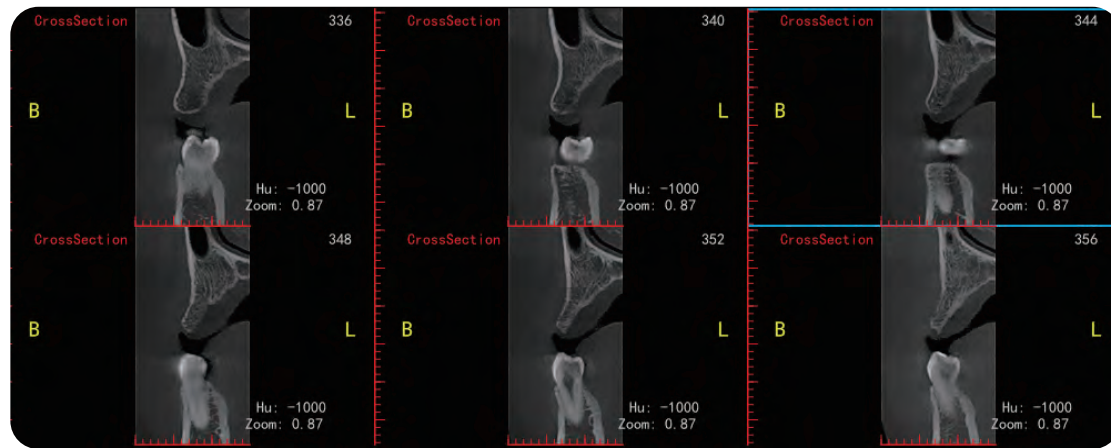 CrossSection 336
B L
Hu: -1000
Zoom: 0.87
CrossSection 340
B L
Hu: -1000
Zoom: 0.87
CrossSection 344
B L
Hu: -1000
Zoom: 0.87
CrossSection 348
B L
Hu: -1000
Zoom: 0.87
CrossSection 352
B L
Hu: -1000
Zoom: 0.87
CrossSection 356
B L
Hu: -1000
Zoom: 0.87